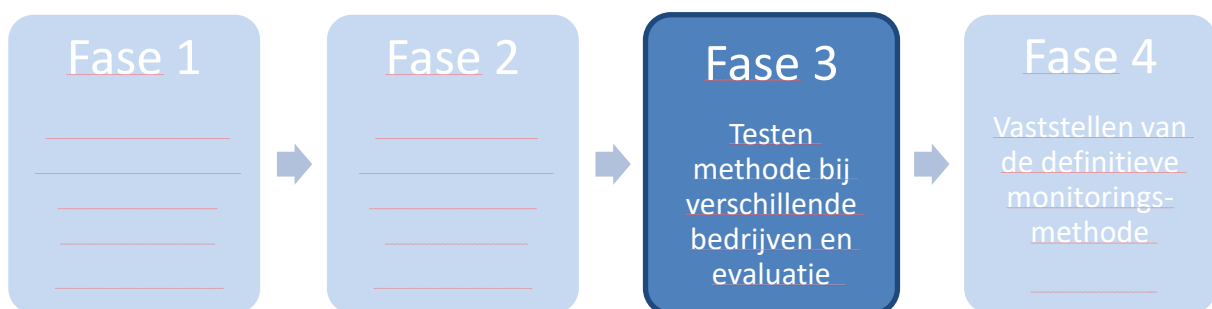 Fase 1
Fase 2
Fase 3
Testen
methode bij
verschillende
bedrijven en
evaluatie
Fase 4
Vaststellen van
de definitieve
monitorings-
methode